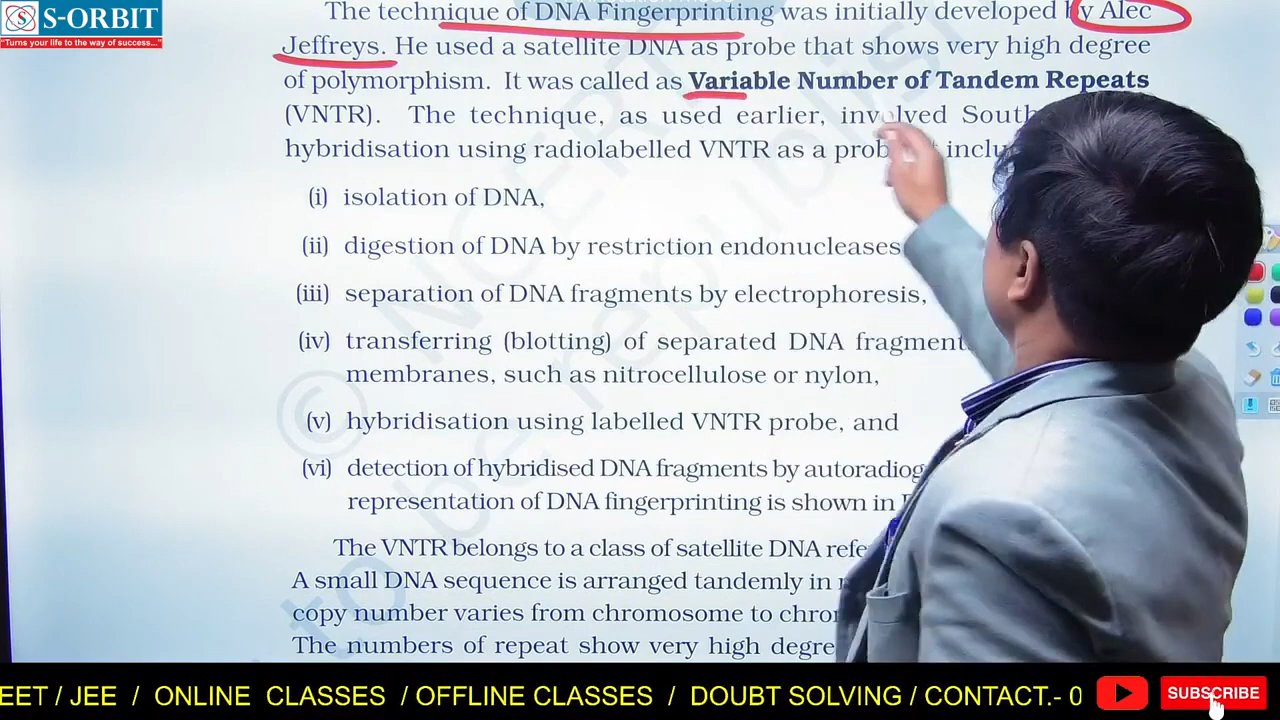 S-ORBIT
"Turns your life to the way of success..."
The technique of DNA Fingerprinting was initially developed by Alec
Jeffreys. He used a satellite DNA as probe that shows very high degree
of polymorphism. It was called as Variable Number of Tandem Repeats
(VNTR). The technique, as used earlier, involved
hybridisation using radiolabelled VNTR as a
(i) isolation of DNA,
(ii) digestion of DNA by restriction endonucleases
(iii) separation of DNA fragments by electrophoresis,
(iv) transferring (blotting) of separated DNA
membranes, such as nitrocellulose or nylon,
(v) hybridisation using labelled VNTR probe, and
(vi) detection of hybridised DNA fragments by
representation of DNA fingerprinting is shown in
The VNTR belongs to a class of satellite DNA
A small DNA sequence is arranged tandemly in
copy number varies from chromosome to
The numbers of repeat show very high
© NCERT
to be republis
EET / JEE / ONLINE CLASSES / OFFLINE CLASSES / DOUBT SOLVING / CONTACT.- 0
SUBSCRIBE